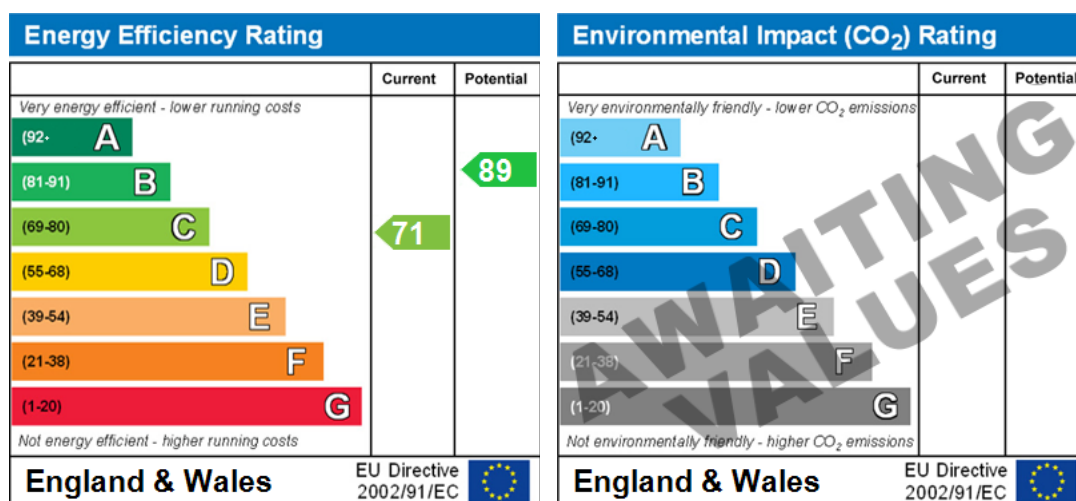 Energy Efficiency Rating
Current Potential
Very energy efficient - lower running costs
(92+ A
(81-91) B
89
(69-80) C
71
(55-68) D
(39-54) E
(21-38) F
(1-20) G
Not energy efficient - higher running costs
England & Wales
EU Directive
2002/91/EC
Environmental Impact (CO2) Rating
Current Potential
Very environmentally friendly - lower CO2 emissions
(92+ A
(81-91) B
(69-80) C
(55-68) D
(39-54) E
(21-38) F
(1-20) G
AWAITING
VALUES
Not environmentally friendly - higher CO2 emissions
England & Wales
EU Directive
2002/91/EC